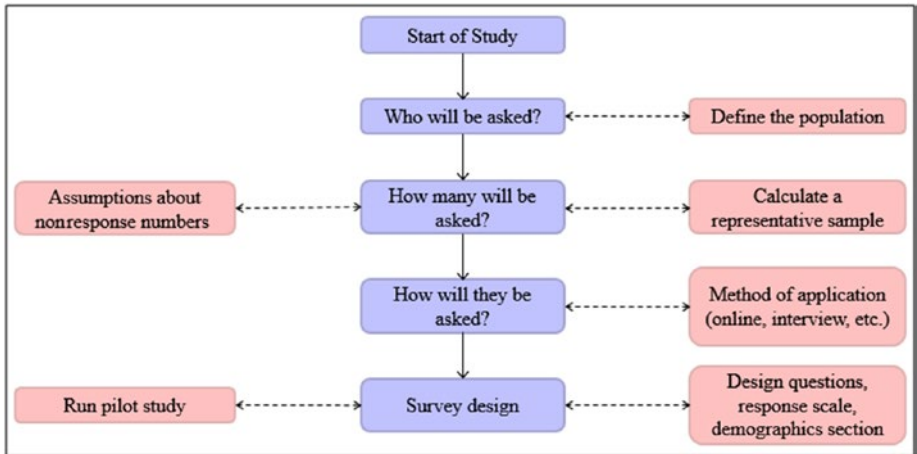 Start of Study
Who will be asked?
Define the population
Assumptions about
nonresponse numbers
How many will be
asked?
Calculate a
representative sample
How will they be
asked?
Method of application
(online, interview, etc.)
Run pilot study
Survey design
Design questions,
response scale,
demographics section